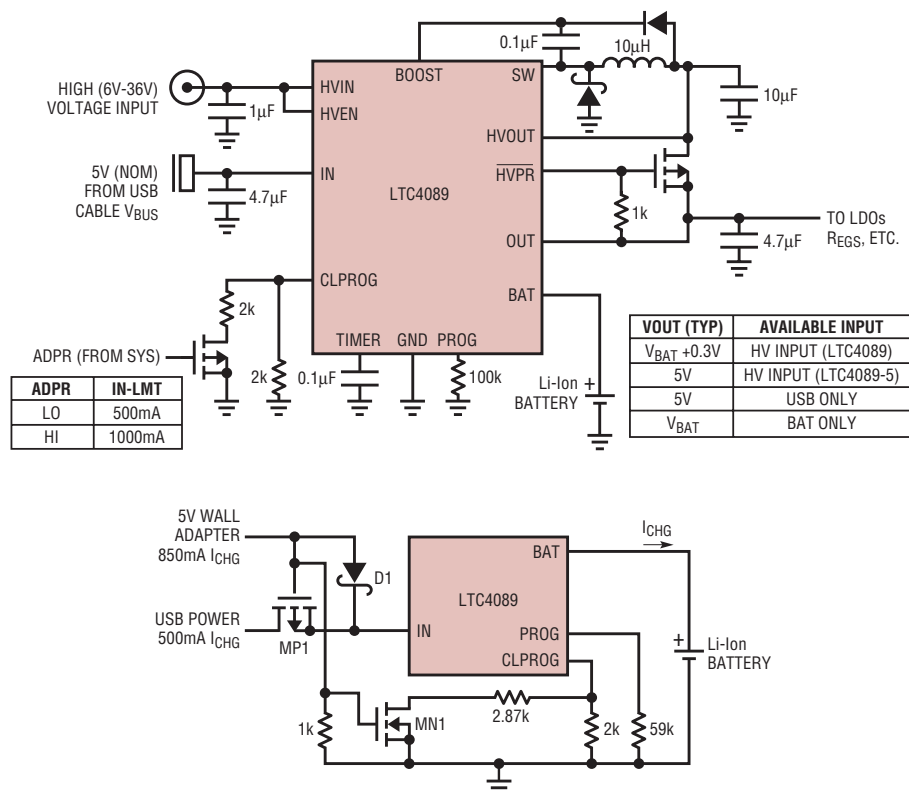 0.1µF
10µH
BOOST
SW
HIGH (6V-36V)
VOLTAGE INPUT
HVIN
HVEN
1µF
10µF
HVOUT
5V (NOM)
FROM USB
CABLE VBUS
IN
4.7µF
LTC4089
HVPR
1k
OUT
TO LDOs
REGS, ETC.
4.7µF
CLPROG
BAT
2k
ADPR (FROM SYS)
2k
TIMER
GND
PROG
0.1µF
100k
Li-Ion
BATTERY
+
ADPR IN-LMT
LO 500mA
HI 1000mA
VOUT (TYP) AVAILABLE INPUT
VBAT +0.3V HV INPUT (LTC4089)
5V HV INPUT (LTC4089-5)
5V USB ONLY
VBAT BAT ONLY
5V WALL
ADAPTER
850mA ICHG
D1
USB POWER
500mA ICHG
MP1
LTC4089
BAT
IN
PROG
CLPROG
ICHG
+
Li-Ion
BATTERY
1k
MN1
2.87k
2k
59k